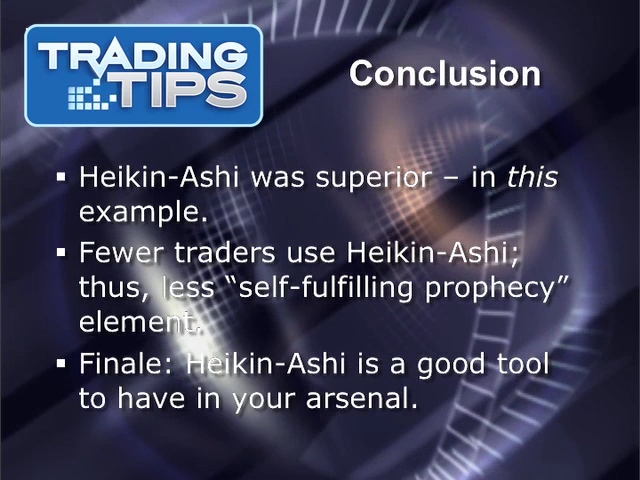 TRADING
TIPS
Conclusion
▪ Heikin-Ashi was superior – in this
example.
▪ Fewer traders use Heikin-Ashi;
thus, less “self-fulfilling prophecy”
element.
▪ Finale: Heikin-Ashi is a good tool
to have in your arsenal.